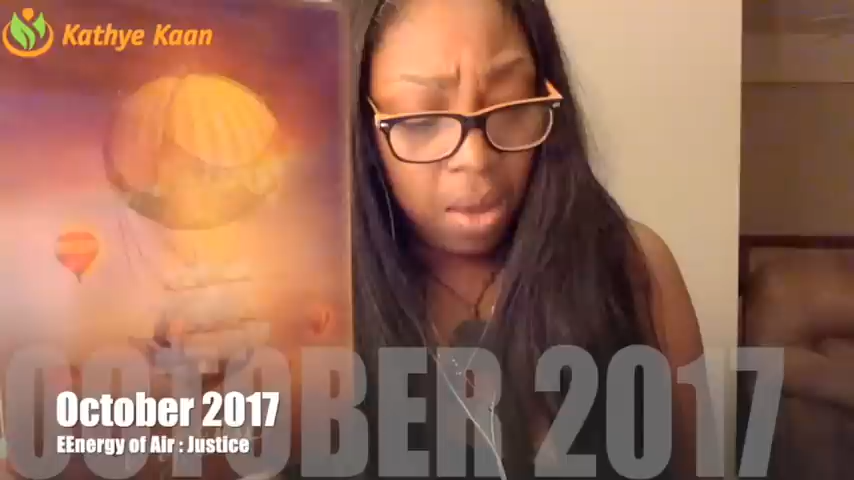 Kathye Kaan
OCTOBER 2017
October 2017
EEnergy of Air : Justice